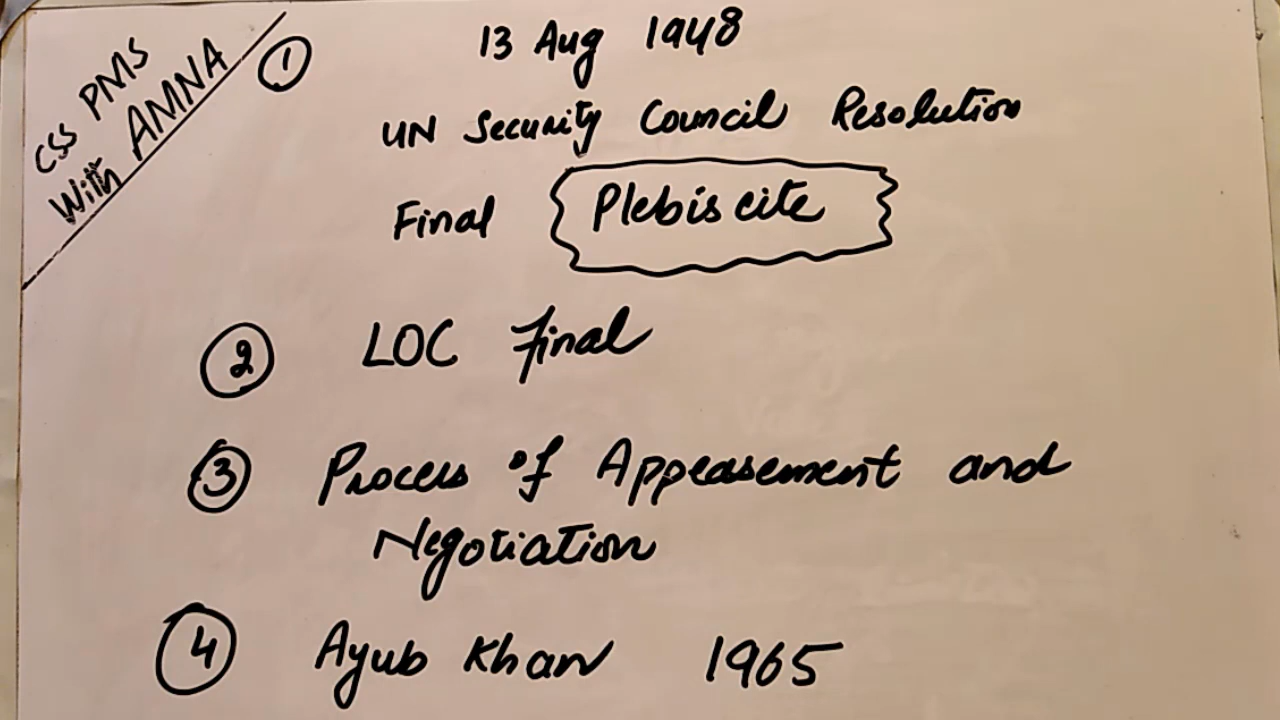 CSS PMS
With AMNA
① 13 Aug 1948
UN Security Council Resolution
Final Plebiscite
② LOC Final
③ Process of Appeasement and
Negotiation
④ Ayub Khan 1965